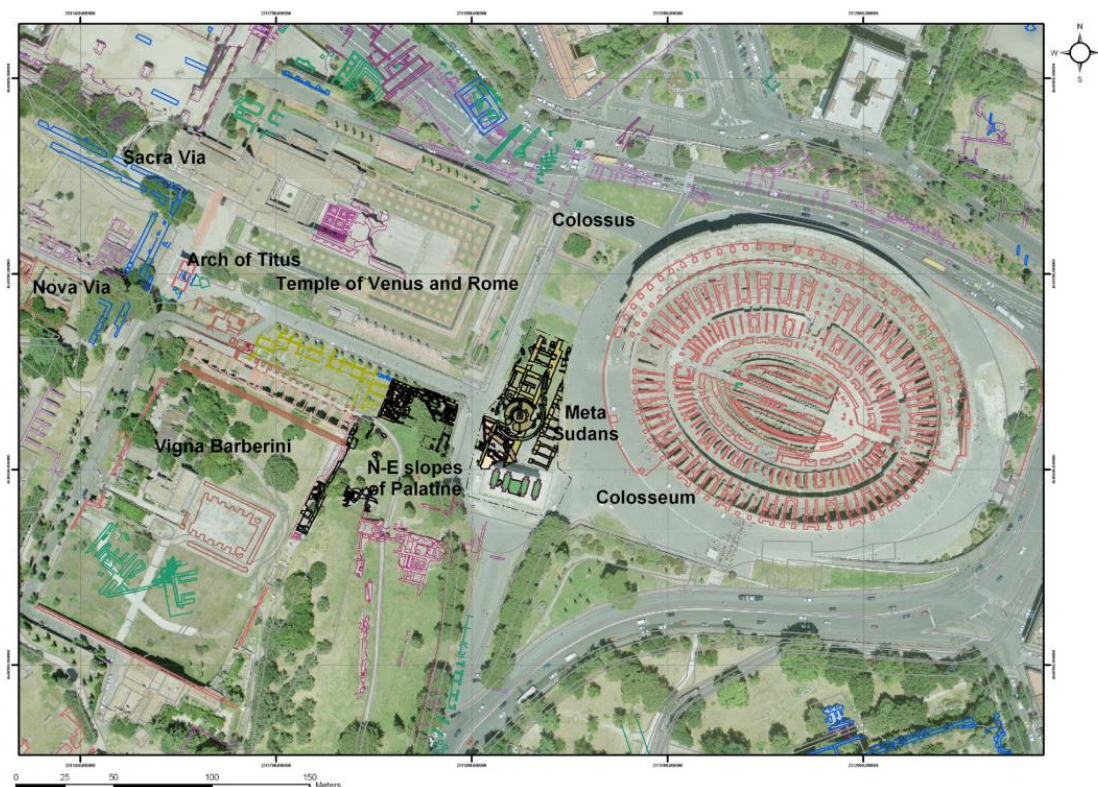 N
W
S
Sacra Via
Colossus
Arch of Titus
Temple of Venus and Rome
Nova Via
Meta
Sudans
Vigna Barberini
N-E slopes
of Palatine
Colosseum
0 25 50 100 150
Meters